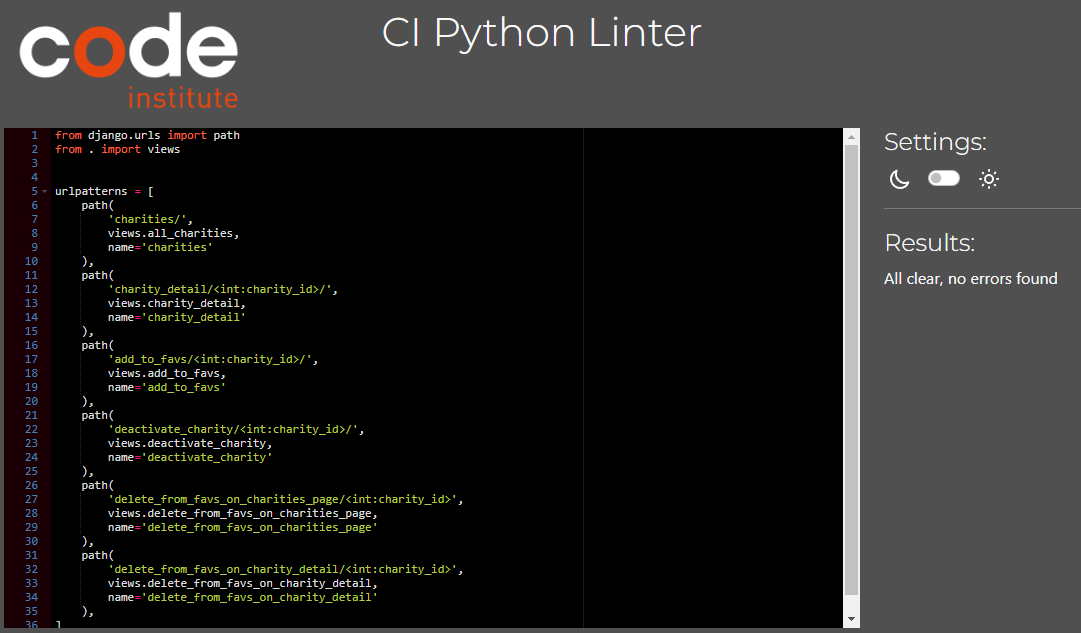 code
institute
CI Python Linter
1 from django.urls import path
2 from . import views
3
4
5 urlpatterns = [
6     path(
7         'charities/',
8         views.all_charities,
9         name='charities'
10     ),
11     path(
12         'charity_detail/<int:charity_id>/',
13         views.charity_detail,
14         name='charity_detail'
15     ),
16     path(
17         'add_to_favs/<int:charity_id>/',
18         views.add_to_favs,
19         name='add_to_favs'
20     ),
21     path(
22         'deactivate_charity/<int:charity_id>/',
23         views.deactivate_charity,
24         name='deactivate_charity'
25     ),
26     path(
27         'delete_from_favs_on_charities_page/<int:charity_id>',
28         views.delete_from_favs_on_charities_page,
29         name='delete_from_favs_on_charities_page'
30     ),
31     path(
32         'delete_from_favs_on_charity_detail/<int:charity_id>',
33         views.delete_from_favs_on_charity_detail,
34         name='delete_from_favs_on_charity_detail'
35     ),
36 ]
Settings:
Results:
All clear, no errors found